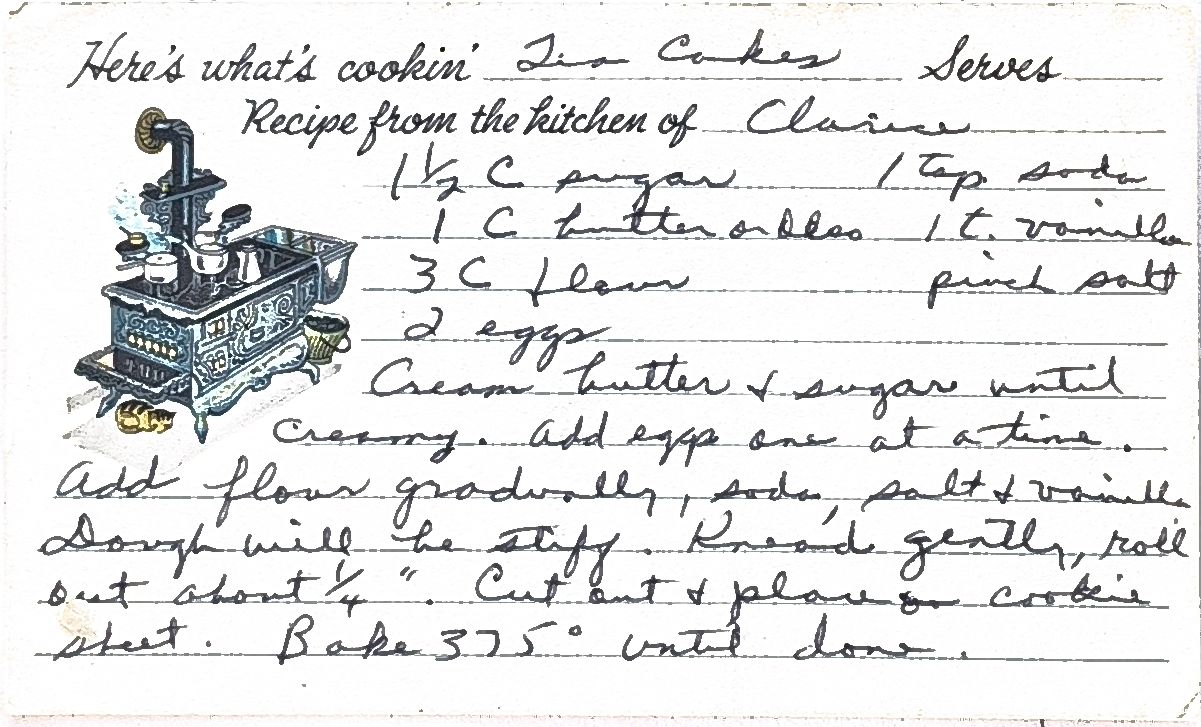 Here's what's cookin' Tea Cakes Serves
Recipe from the kitchen of Clarice
1 1/2 C sugar 1 tsp. soda
1 C butter or oleo 1 t. vanilla
3 C flour pinch salt
2 eggs
Cream butter & sugar until
creamy. Add eggs one at a time.
Add flour gradually, soda, salt & vanilla
Dough will be stiff. Knead gently, roll
out about 1/4". Cut out & place on cookie
sheet. Bake 375° until done.